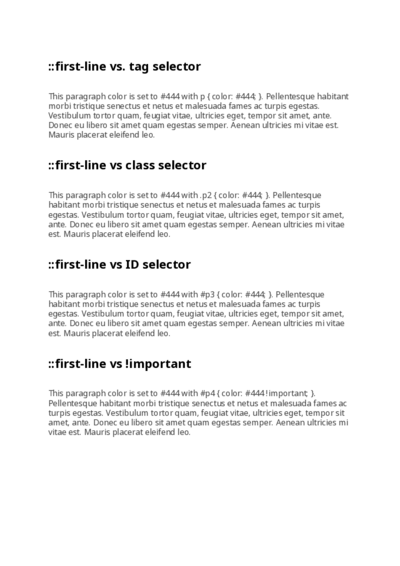 ::first-line vs. tag selector
This paragraph color is set to #444 with p { color: #444; }. Pellentesque habitant
morbi tristique senectus et netus et malesuada fames ac turpis egestas.
Vestibulum tortor quam, feugiat vitae, ultricies eget, tempor sit amet, ante.
Donec eu libero sit amet quam egestas semper. Aenean ultricies mi vitae est.
Mauris placerat eleifend leo.
::first-line vs class selector
This paragraph color is set to #444 with .p2 { color: #444; }. Pellentesque
habitant morbi tristique senectus et netus et malesuada fames ac turpis
egestas. Vestibulum tortor quam, feugiat vitae, ultricies eget, tempor sit amet,
ante. Donec eu libero sit amet quam egestas semper. Aenean ultricies mi vitae
est. Mauris placerat eleifend leo.
::first-line vs ID selector
This paragraph color is set to #444 with #p3 { color: #444; }. Pellentesque
habitant morbi tristique senectus et netus et malesuada fames ac turpis
egestas. Vestibulum tortor quam, feugiat vitae, ultricies eget, tempor sit amet,
ante. Donec eu libero sit amet quam egestas semper. Aenean ultricies mi vitae
est. Mauris placerat eleifend leo.
::first-line vs !important
This paragraph color is set to #444 with #p4 { color: #444 !important; }.
Pellentesque habitant morbi tristique senectus et netus et malesuada fames ac
turpis egestas. Vestibulum tortor quam, feugiat vitae, ultricies eget, tempor sit
amet, ante. Donec eu libero sit amet quam egestas semper. Aenean ultricies mi
vitae est. Mauris placerat eleifend leo.